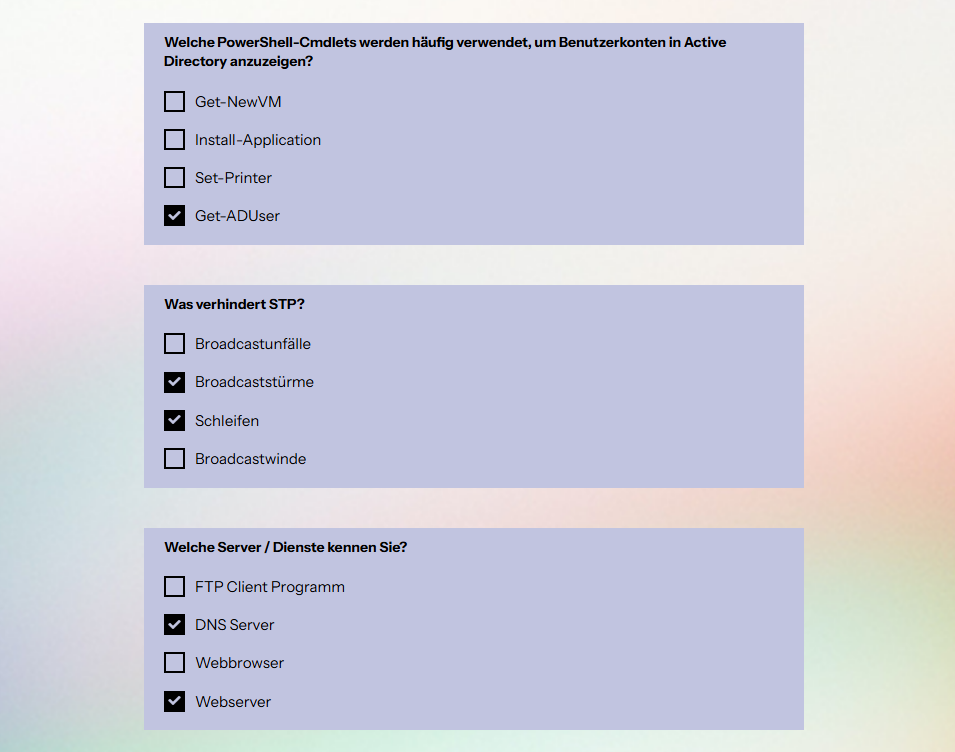 Welche PowerShell-Cmdlets werden häufig verwendet, um Benutzerkonten in Active
Directory anzuzeigen?
Get-NewVM
Install-Application
Set-Printer
Get-ADUser
Was verhindert STP?
Broadcastunfälle
Broadcaststürme
Schleifen
Broadcastwinde
Welche Server / Dienste kennen Sie?
FTP Client Programm
DNS Server
Webbrowser
Webserver